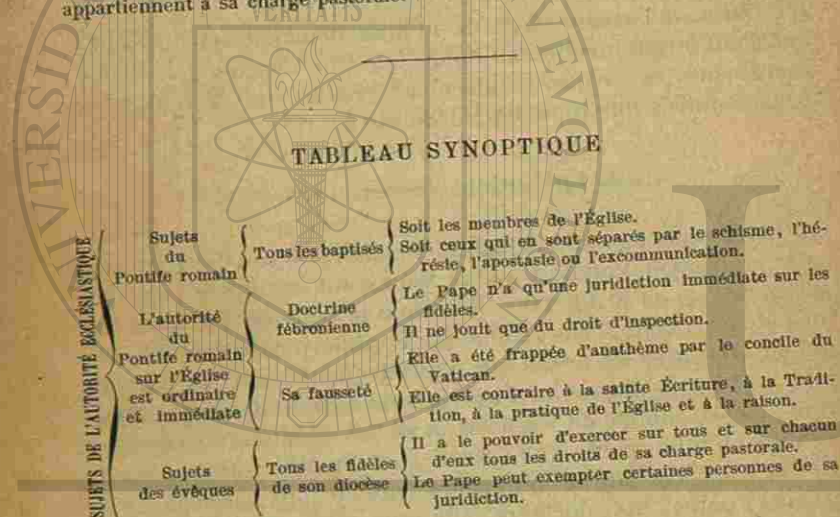 appartiennent à sa charge
TABLEAU SYNOPTIQUE
SUJETS DE L'AUTORITÉ ECCLÉSIASTIQUE
Sujets
du
Pontife romain
Tous les baptisés
Soit les membres de l'Église.
Soit ceux qui en sont séparés par le schisme, l'hé-
résie, l'apostasie ou l'excommunication.
L'autorité
du
Pontife romain
sur l'Église
est ordinaire
et immédiate
Doctrine
fébronienne
Le Pape n'a qu'une juridiction immédiate sur les
fidèles.
Il ne jouit que du droit d'inspection.
Sa fausseté
Elle a été frappée d'anathème par le concile du
Vatican.
Elle est contraire à la sainte Écriture, à la Tradi-
tion, à la pratique de l'Église et à la raison.
Sujets
des évêques
Tous les fidèles
de son diocèse
Il a le pouvoir d'exercer sur tous et sur chacun
d'eux tous les droits de sa charge pastorale.
Le Pape peut exempter certaines personnes de sa
juridiction.
VERITATIS